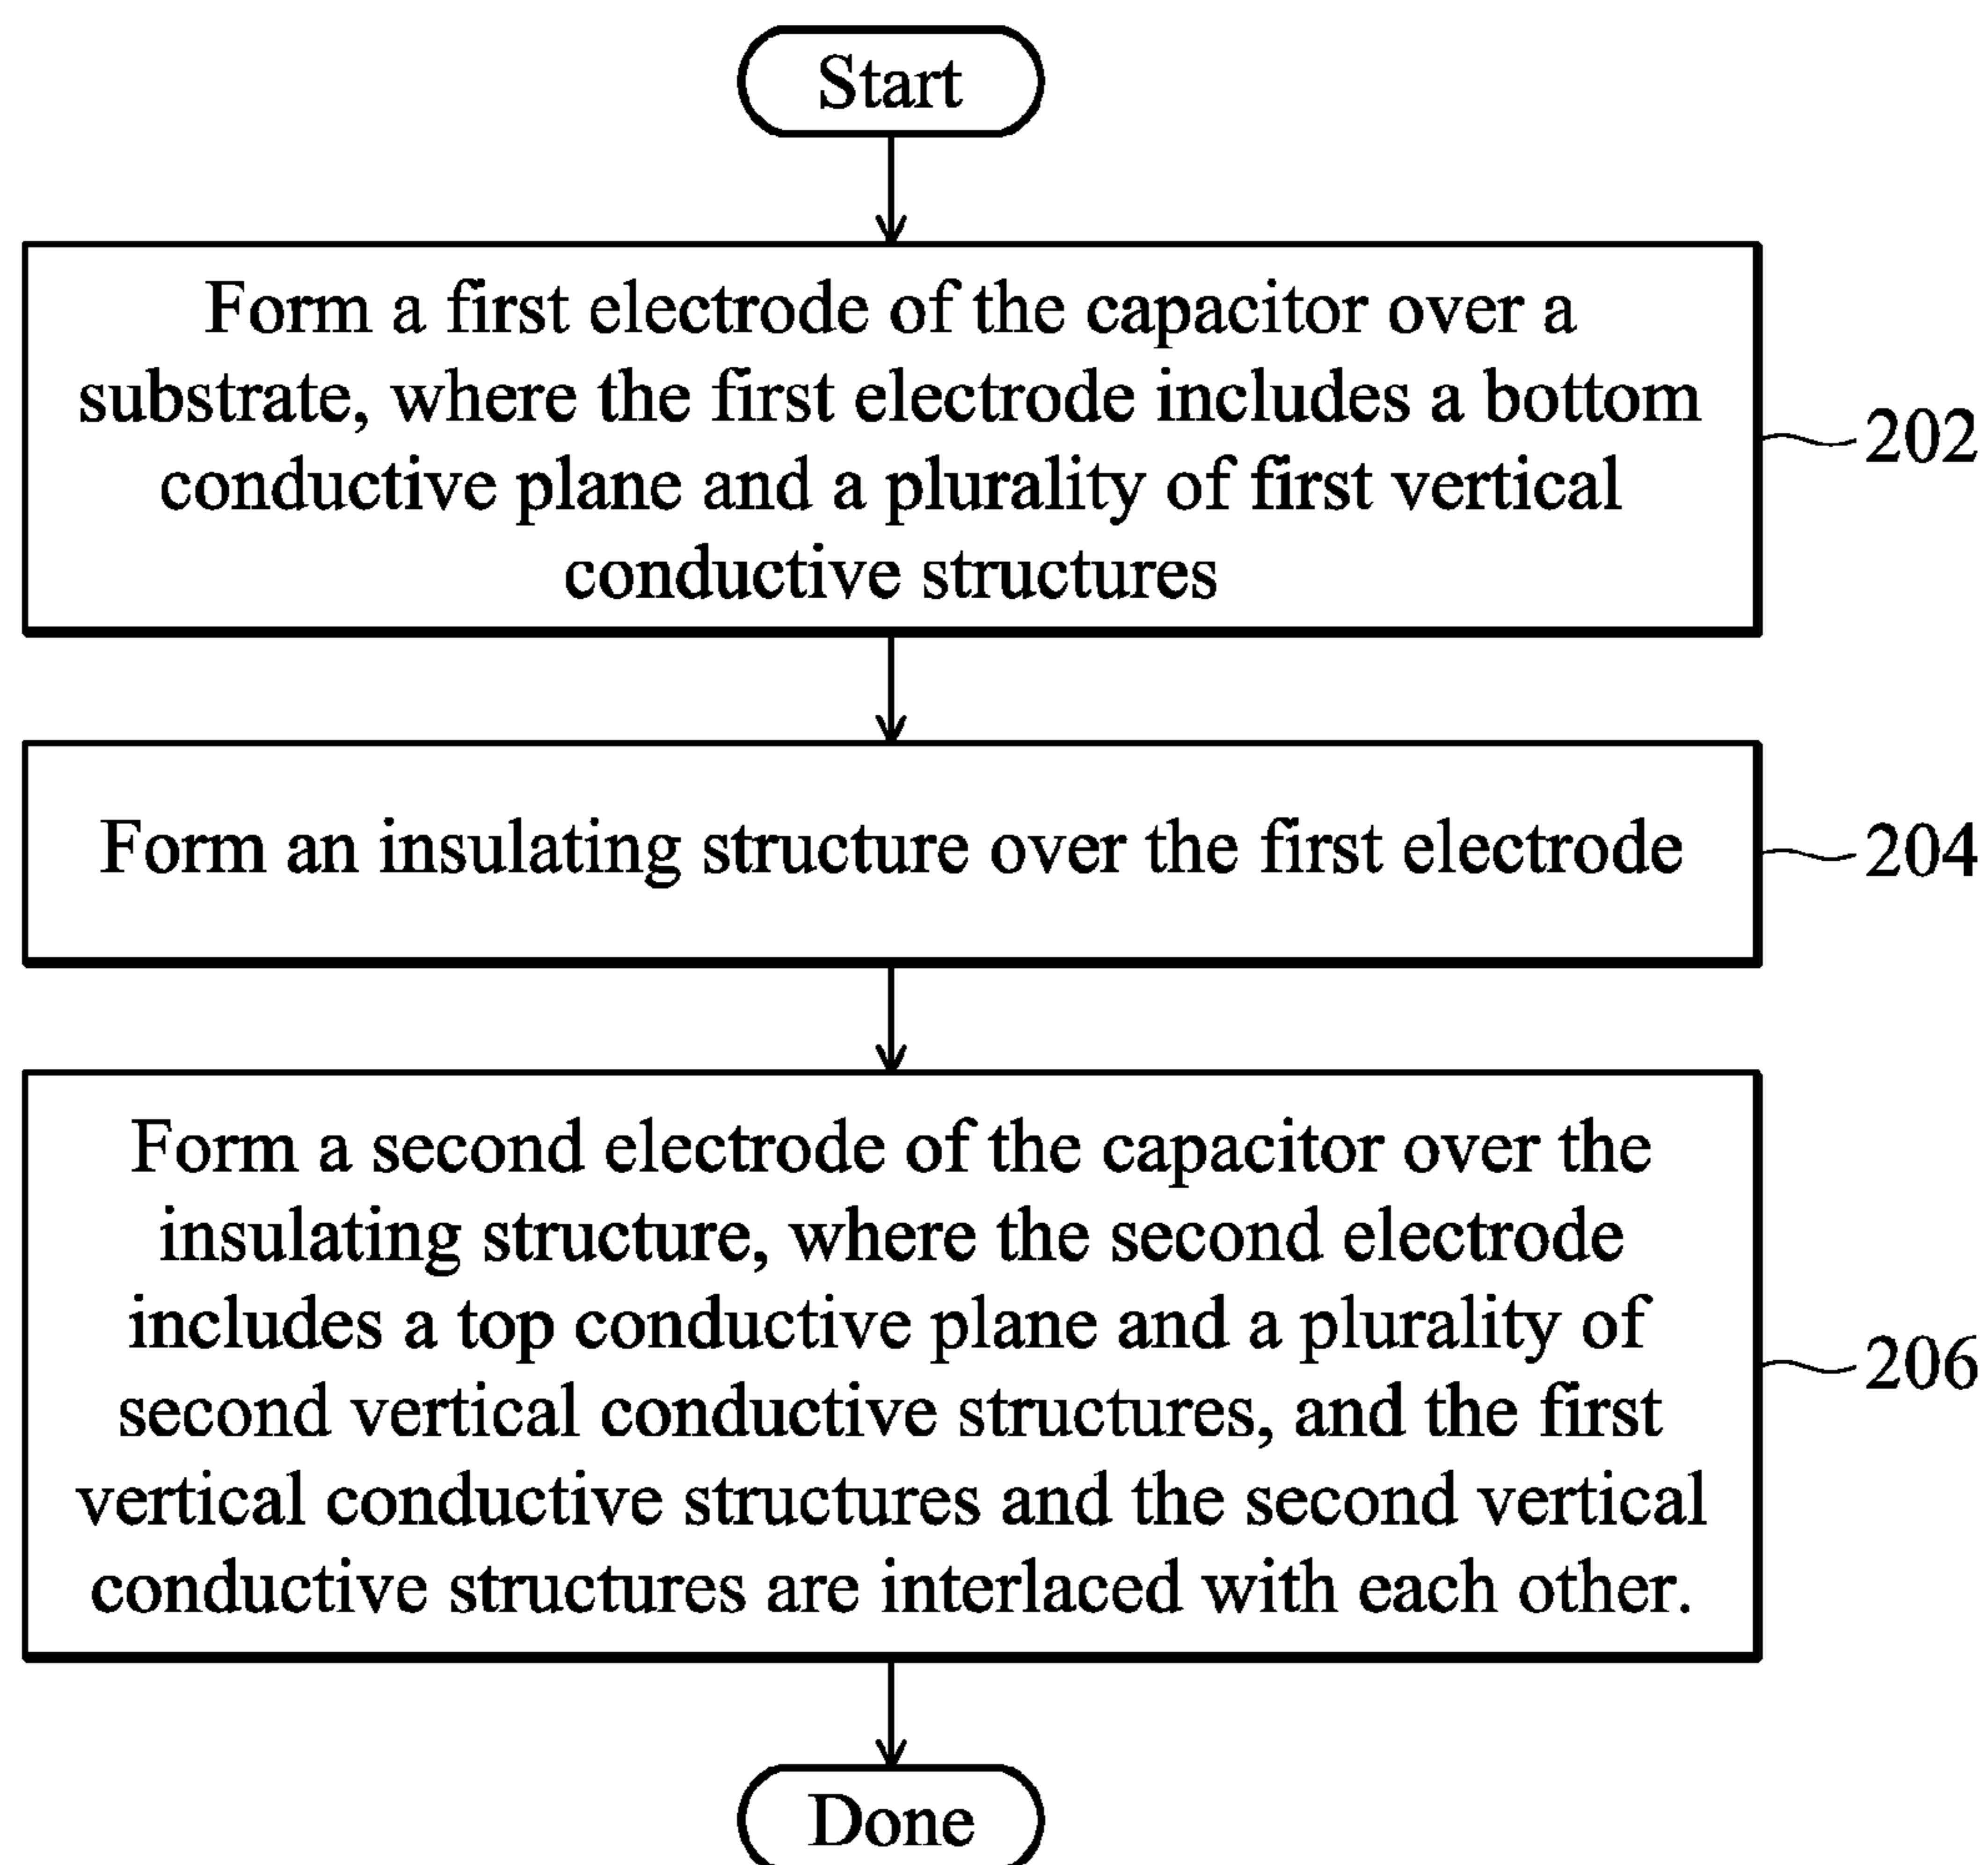 Start
Form a first electrode of the capacitor over a
substrate, where the first electrode includes a bottom
conductive plane and a plurality of first vertical
conductive structures
202
Form an insulating structure over the first electrode
204
Form a second electrode of the capacitor over the
insulating structure, where the second electrode
includes a top conductive plane and a plurality of
second vertical conductive structures, and the first
vertical conductive structures and the second vertical
conductive structures are interlaced with each other.
206
Done